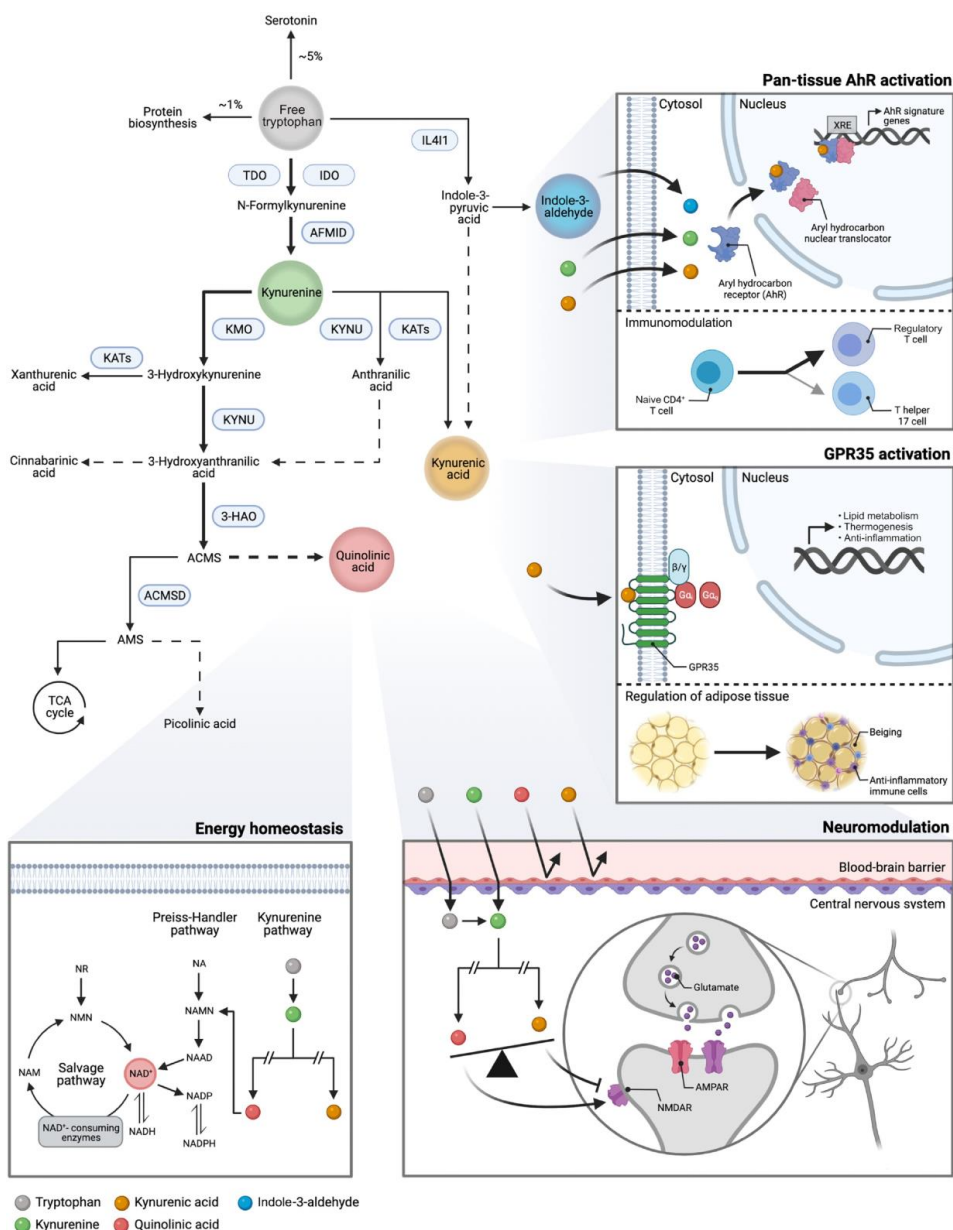 Serotonin
~5%
Protein
biosynthesis
~1%
Free
tryptophan
TDO
IDO
IL4I1
N-Formylkynurenine
AFMID
Indole-3-
pyruvic
acid
Indole-3-
aldehyde
Kynurenine
KMO
KYNU
KATs
KATs
Xanthurenic
acid
3-Hydroxykynurenine
Anthranilic
acid
KYNU
Cinnabarinic
acid
3-Hydroxyanthranilic
acid
Kynurenic
acid
3-HAO
ACMS
Quinolinic
acid
ACMSD
AMS
TCA
cycle
Picolinic acid
Pan-tissue AhR activation
Cytosol
Nucleus
XRE
AhR signature
genes
Aryl hydrocarbon
nuclear translocator
Aryl hydrocarbon
receptor (AhR)
Immunomodulation
Naive CD4⁺
T cell
Regulatory
T cell
T helper
17 cell
GPR35 activation
Cytosol
Nucleus
• Lipid metabolism
• Thermogenesis
• Anti-inflammation
β/γ
Gαᵢ
Gα_q
GPR35
Regulation of adipose tissue
Beiging
Anti-inflammatory
immune cells
Energy homeostasis
Preiss-Handler
pathway
Kynurenine
pathway
NR
NA
NMN
NAMN
NAM
Salvage
pathway
NAD⁺
NAAD
NADP
NAD⁺- consuming
enzymes
NADH
NADPH
Neuromodulation
Blood-brain barrier
Central nervous system
Glutamate
AMPAR
NMDAR
Tryptophan
Kynurenic acid
Indole-3-aldehyde
Kynurenine
Quinolinic acid